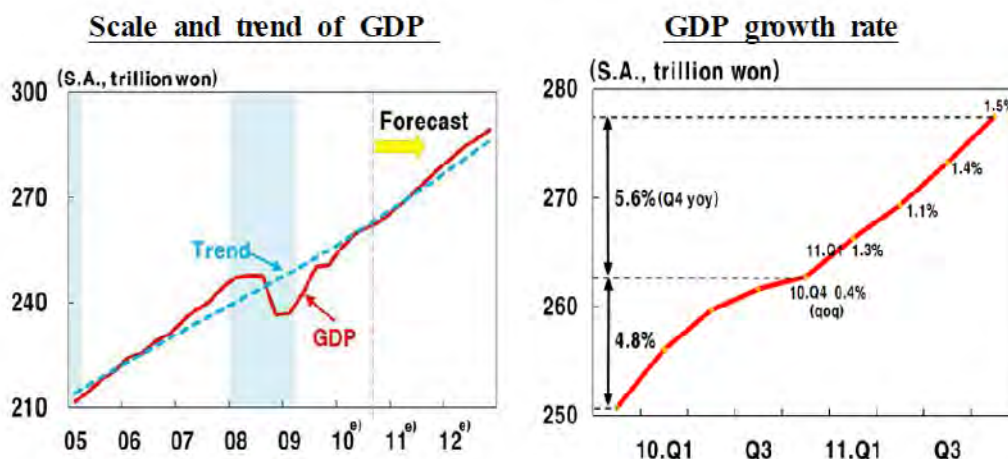 Scale and trend of GDP
(S.A., trillion won)
300
270
240
210
Forecast
Trend
GDP
05 06 07 08 09 10e) 11e) 12e)
GDP growth rate
(S.A., trillion won)
280
270
260
250
1.5%
1.4%
5.6%(Q4 yoy)
1.1%
11.Q1 1.3%
10.Q4 0.4%
(qoq)
4.8%
10.Q1 Q3 11.Q1 Q3